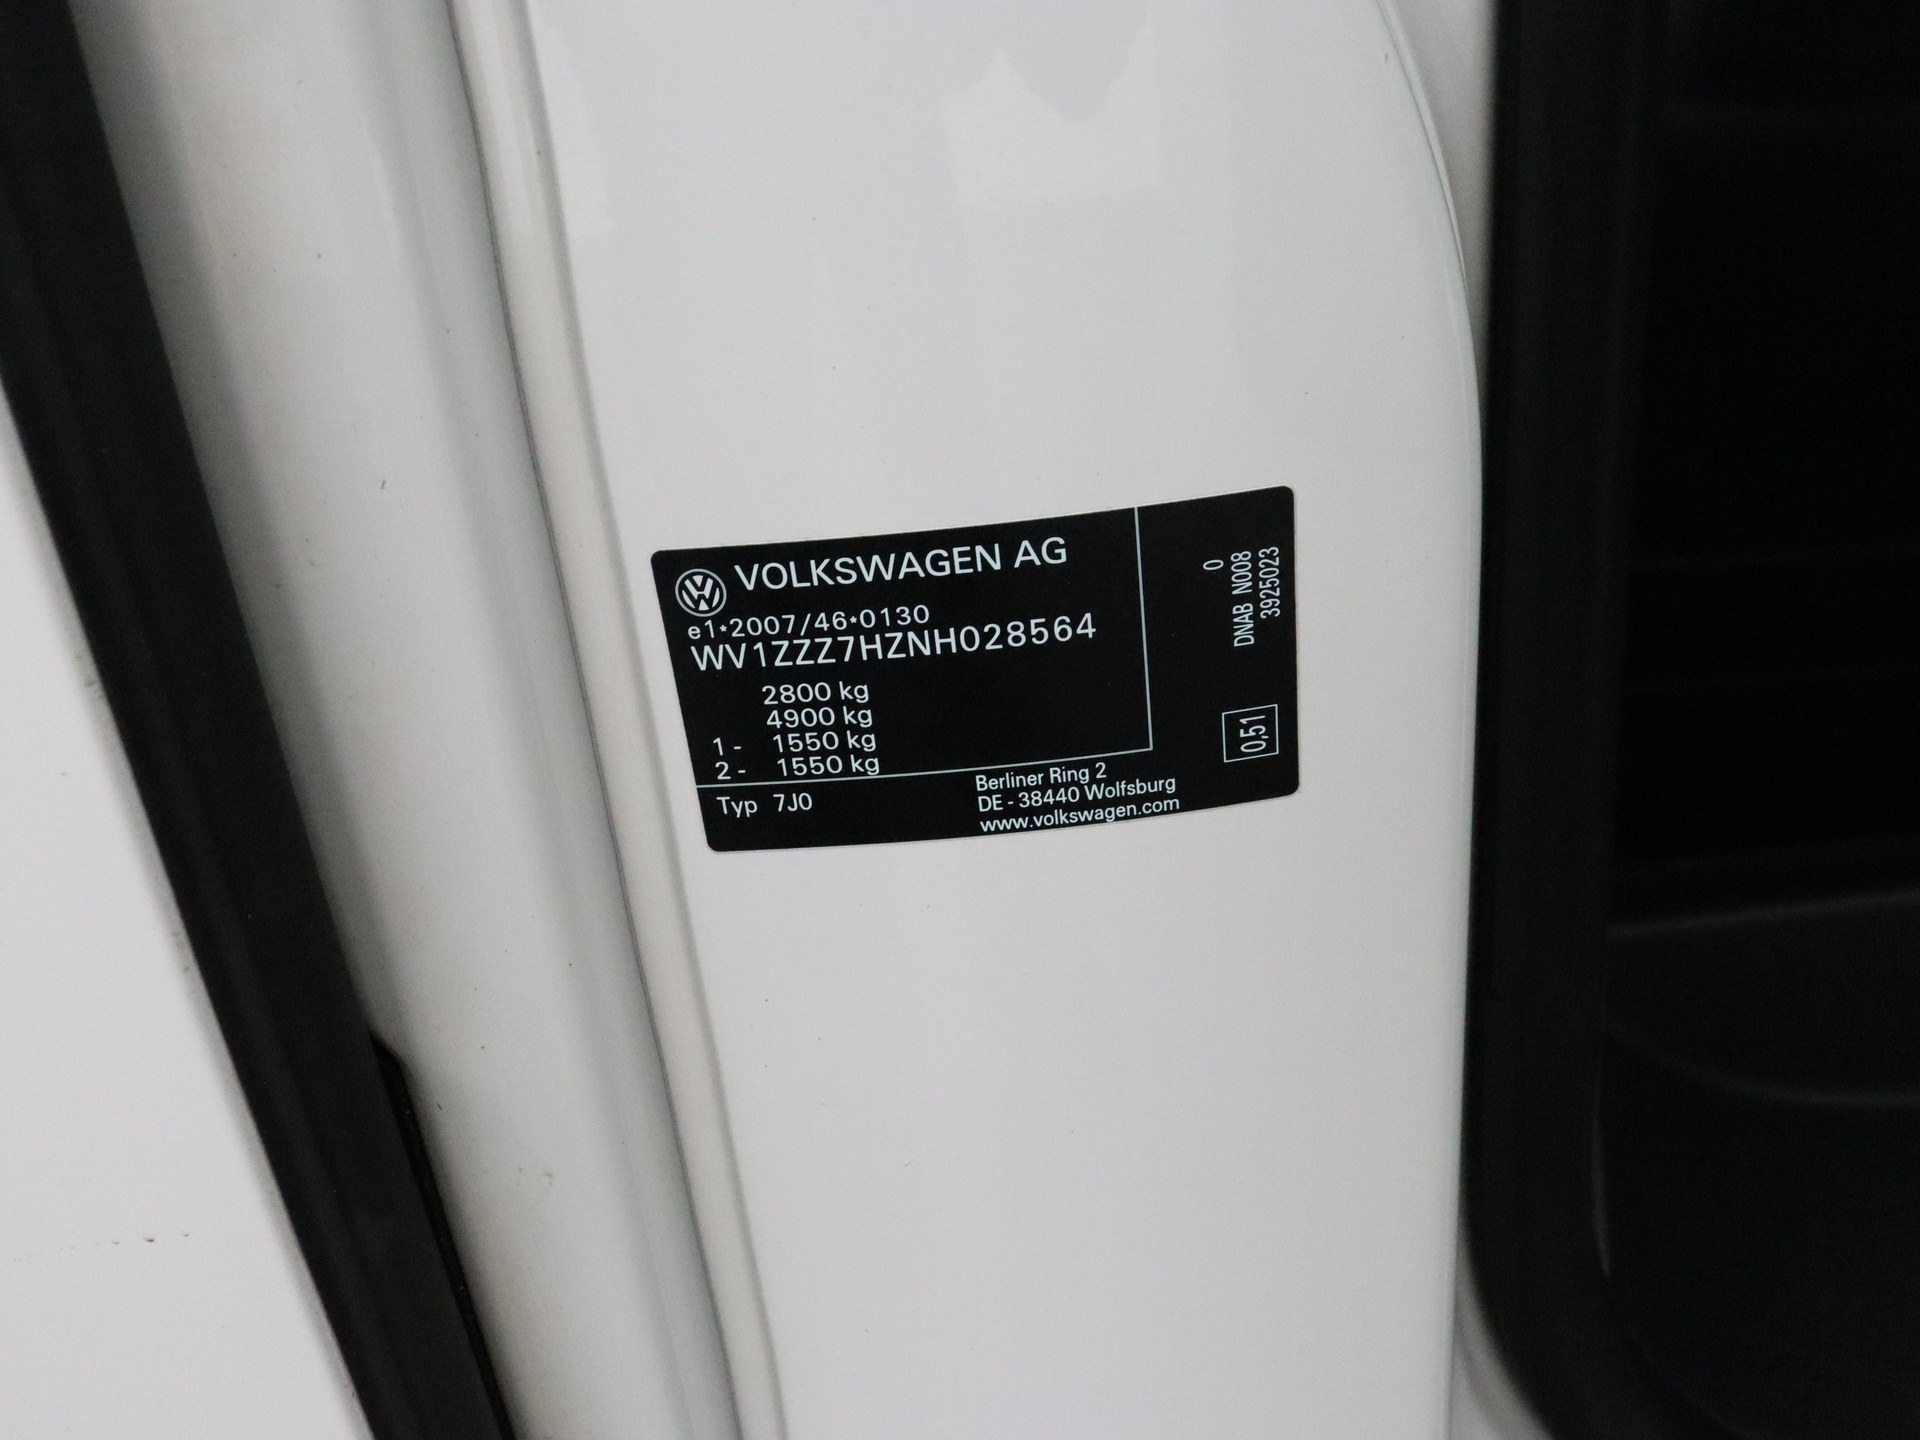 VOLKSWAGEN AG
e1*2007/46*0130
WV1ZZZ7HZNH028564
2800 kg
4900 kg
1 - 1550 kg
2 - 1550 kg
Typ 7J0
Berliner Ring 2
DE - 38440 Wolfsburg
www.volkswagen.com
0
DNAB N008
3925023
0,51